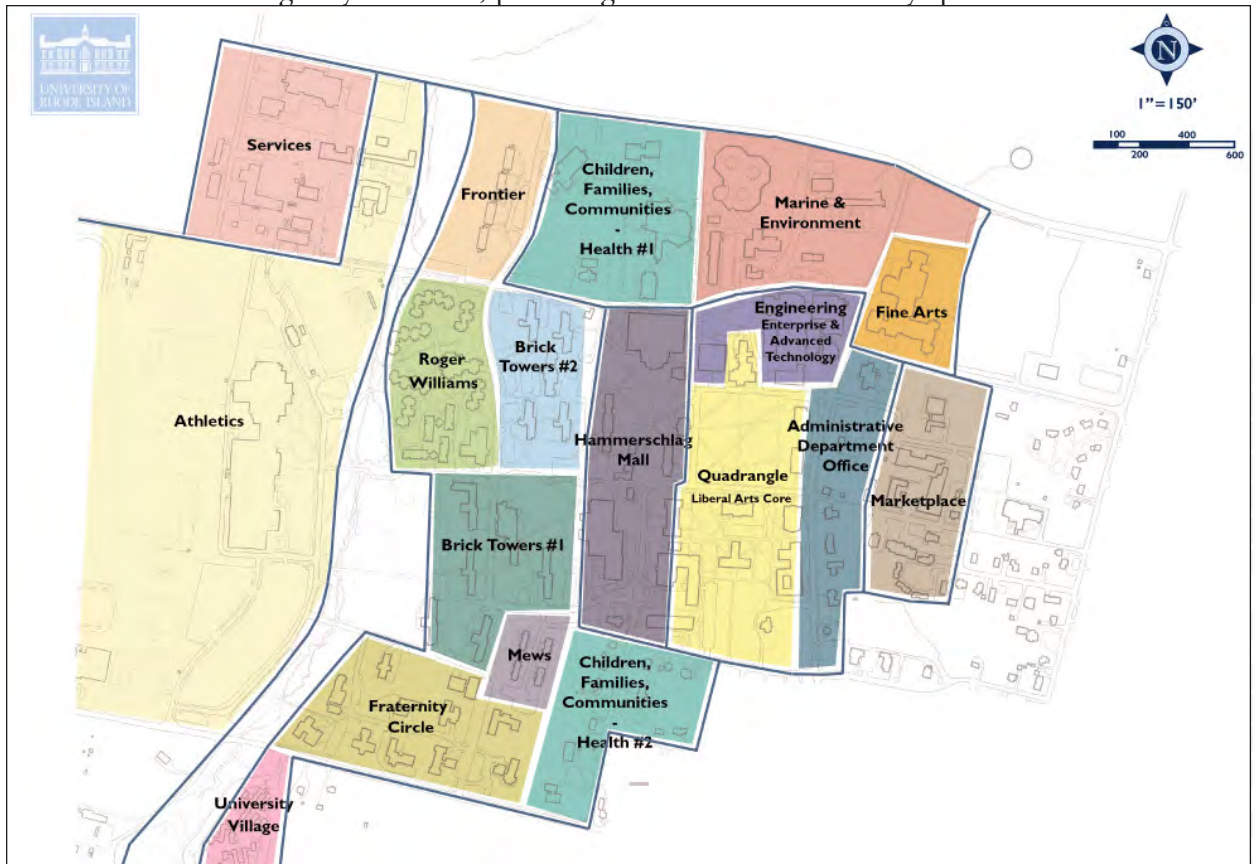 UNIVERSITY OF
RHODE ISLAND
N
1"=150'
100 400
200 600
Services
Frontier
Children,
Families,
Communities
-
Health #1
Marine &
Environment
Fine Arts
Engineering
Enterprise &
Advanced
Technology
Roger
Williams
Brick
Towers #2
Athletics
Hammerschlag
Mall
Quadrangle
Liberal Arts Core
Administrative
Department
Office
Marketplace
Brick Towers #1
Mews
Children,
Families,
Communities
-
Health #2
Fraternity
Circle
University
Village